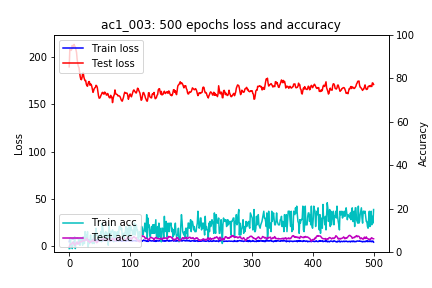 ac1_003: 500 epochs loss and accuracy
Train loss
Test loss
Train acc
Test acc
Loss
200
150
100
50
0
Accuracy
100
80
60
40
20
0
0 100 200 300 400 500